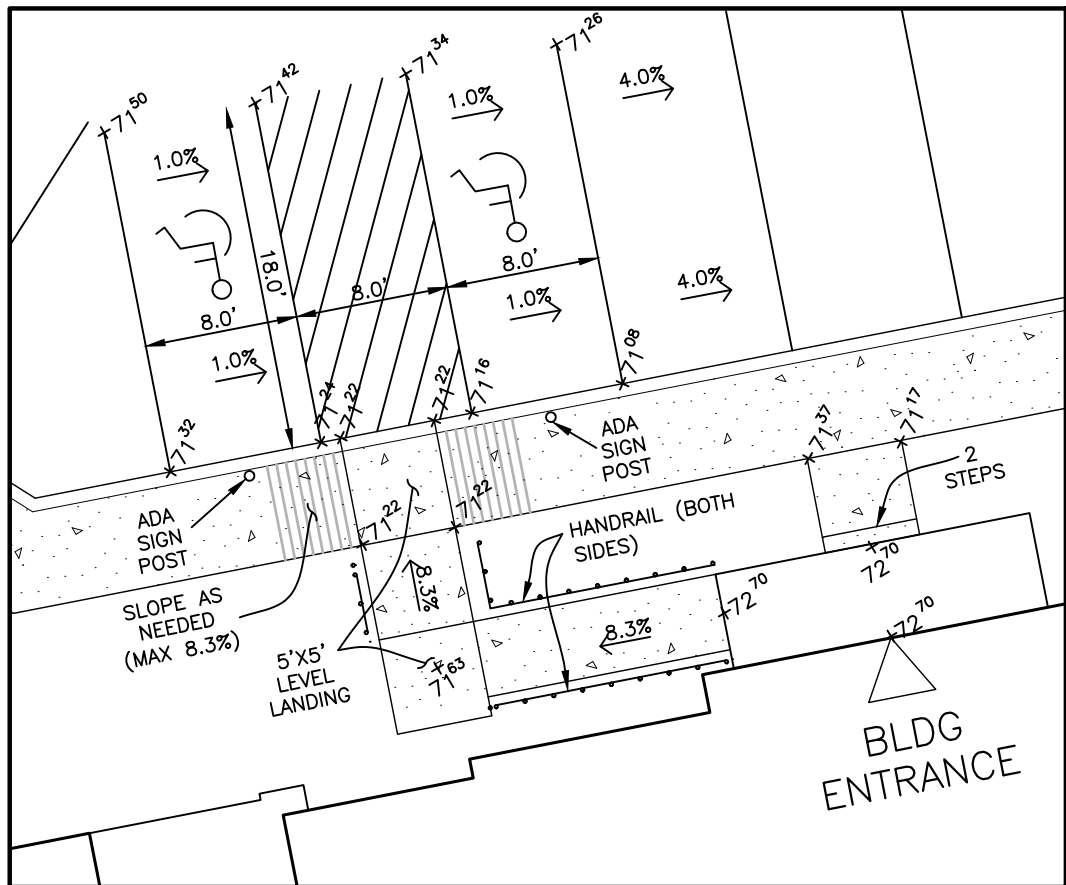 71 50
71 42
71 34
71 26
1.0%
1.0%
4.0%
18.0'
8.0'
8.0'
8.0'
1.0%
1.0%
4.0%
71 32
71 24
71 22
71 22
71 16
71 08
ADA
SIGN
POST
ADA
SIGN
POST
71 37
71 17
2
STEPS
71 22
71 22
HANDRAIL (BOTH
SIDES)
72 70
SLOPE AS
NEEDED
(MAX 8.3%)
8.3%
72 70
72 70
8.3%
5'X5'
LEVEL
LANDING
71 63
BLDG
ENTRANCE